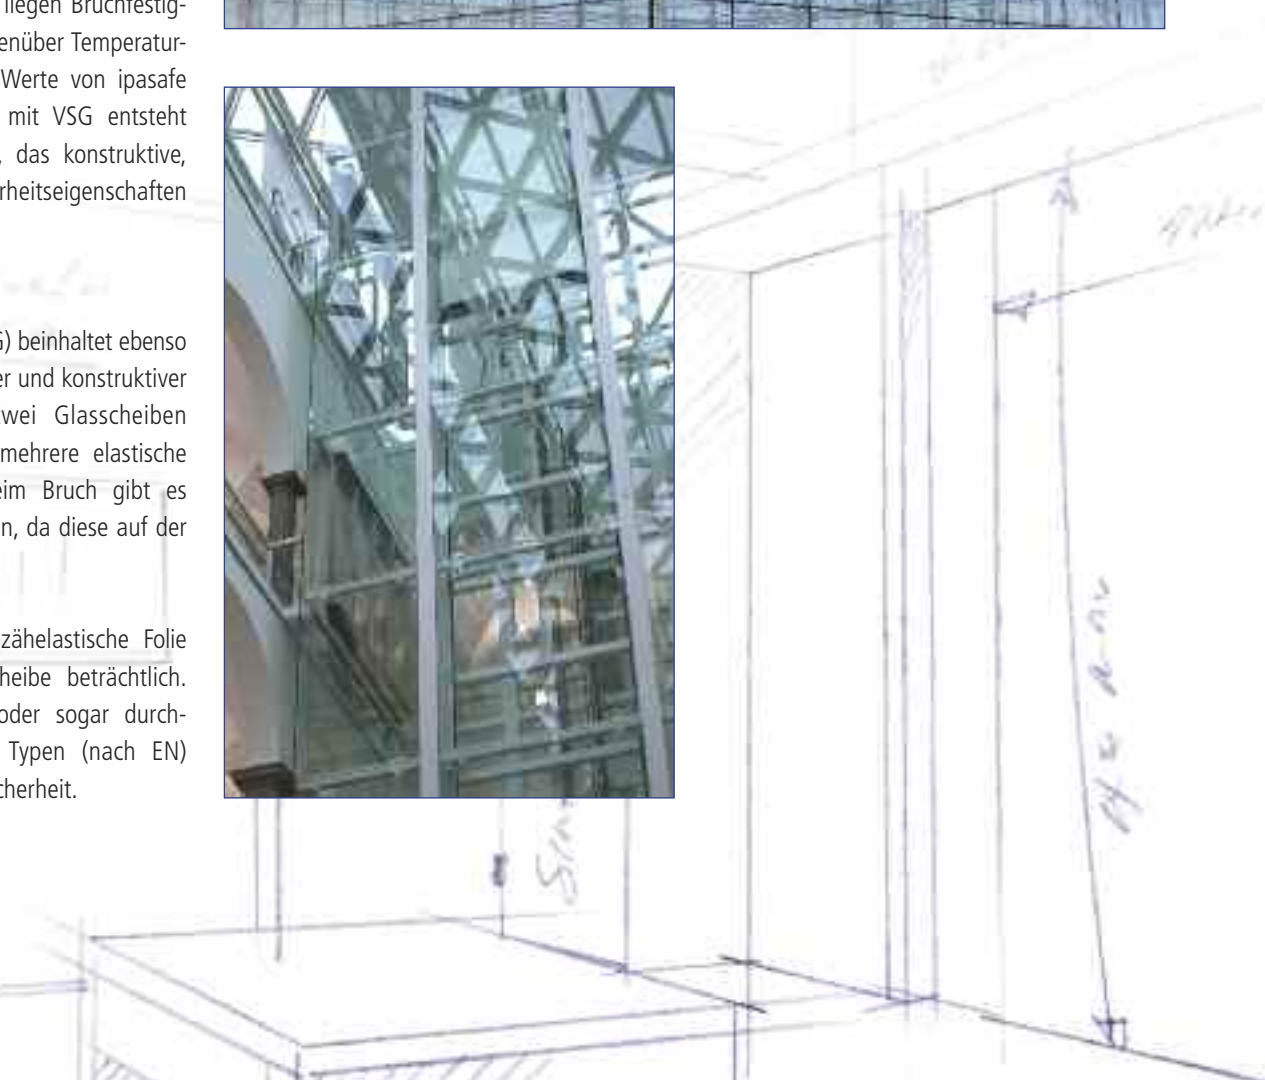 liegen Bruchfestig-
enüber Temperatur-
Werte von ipasafe
mit VSG entsteht
, das konstruktive,
rheitseigenschaften
G) beinhaltet ebenso
er und konstruktiver
wei Glasscheiben
mehrere elastische
eim Bruch gibt es
n, da diese auf der
zähelastische Folie
heibe beträchtlich.
oder sogar durch-
Typen (nach EN)
cherheit.